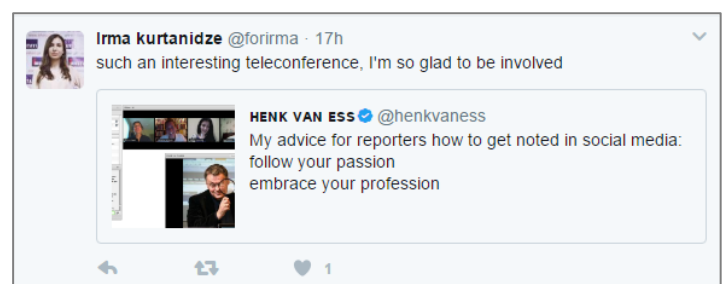 Irma kurtanidze @forirma · 17h
such an interesting teleconference, I'm so glad to be involved
HENK VAN ESS @henkvaness
My advice for reporters how to get noted in social media:
follow your passion
embrace your profession
1